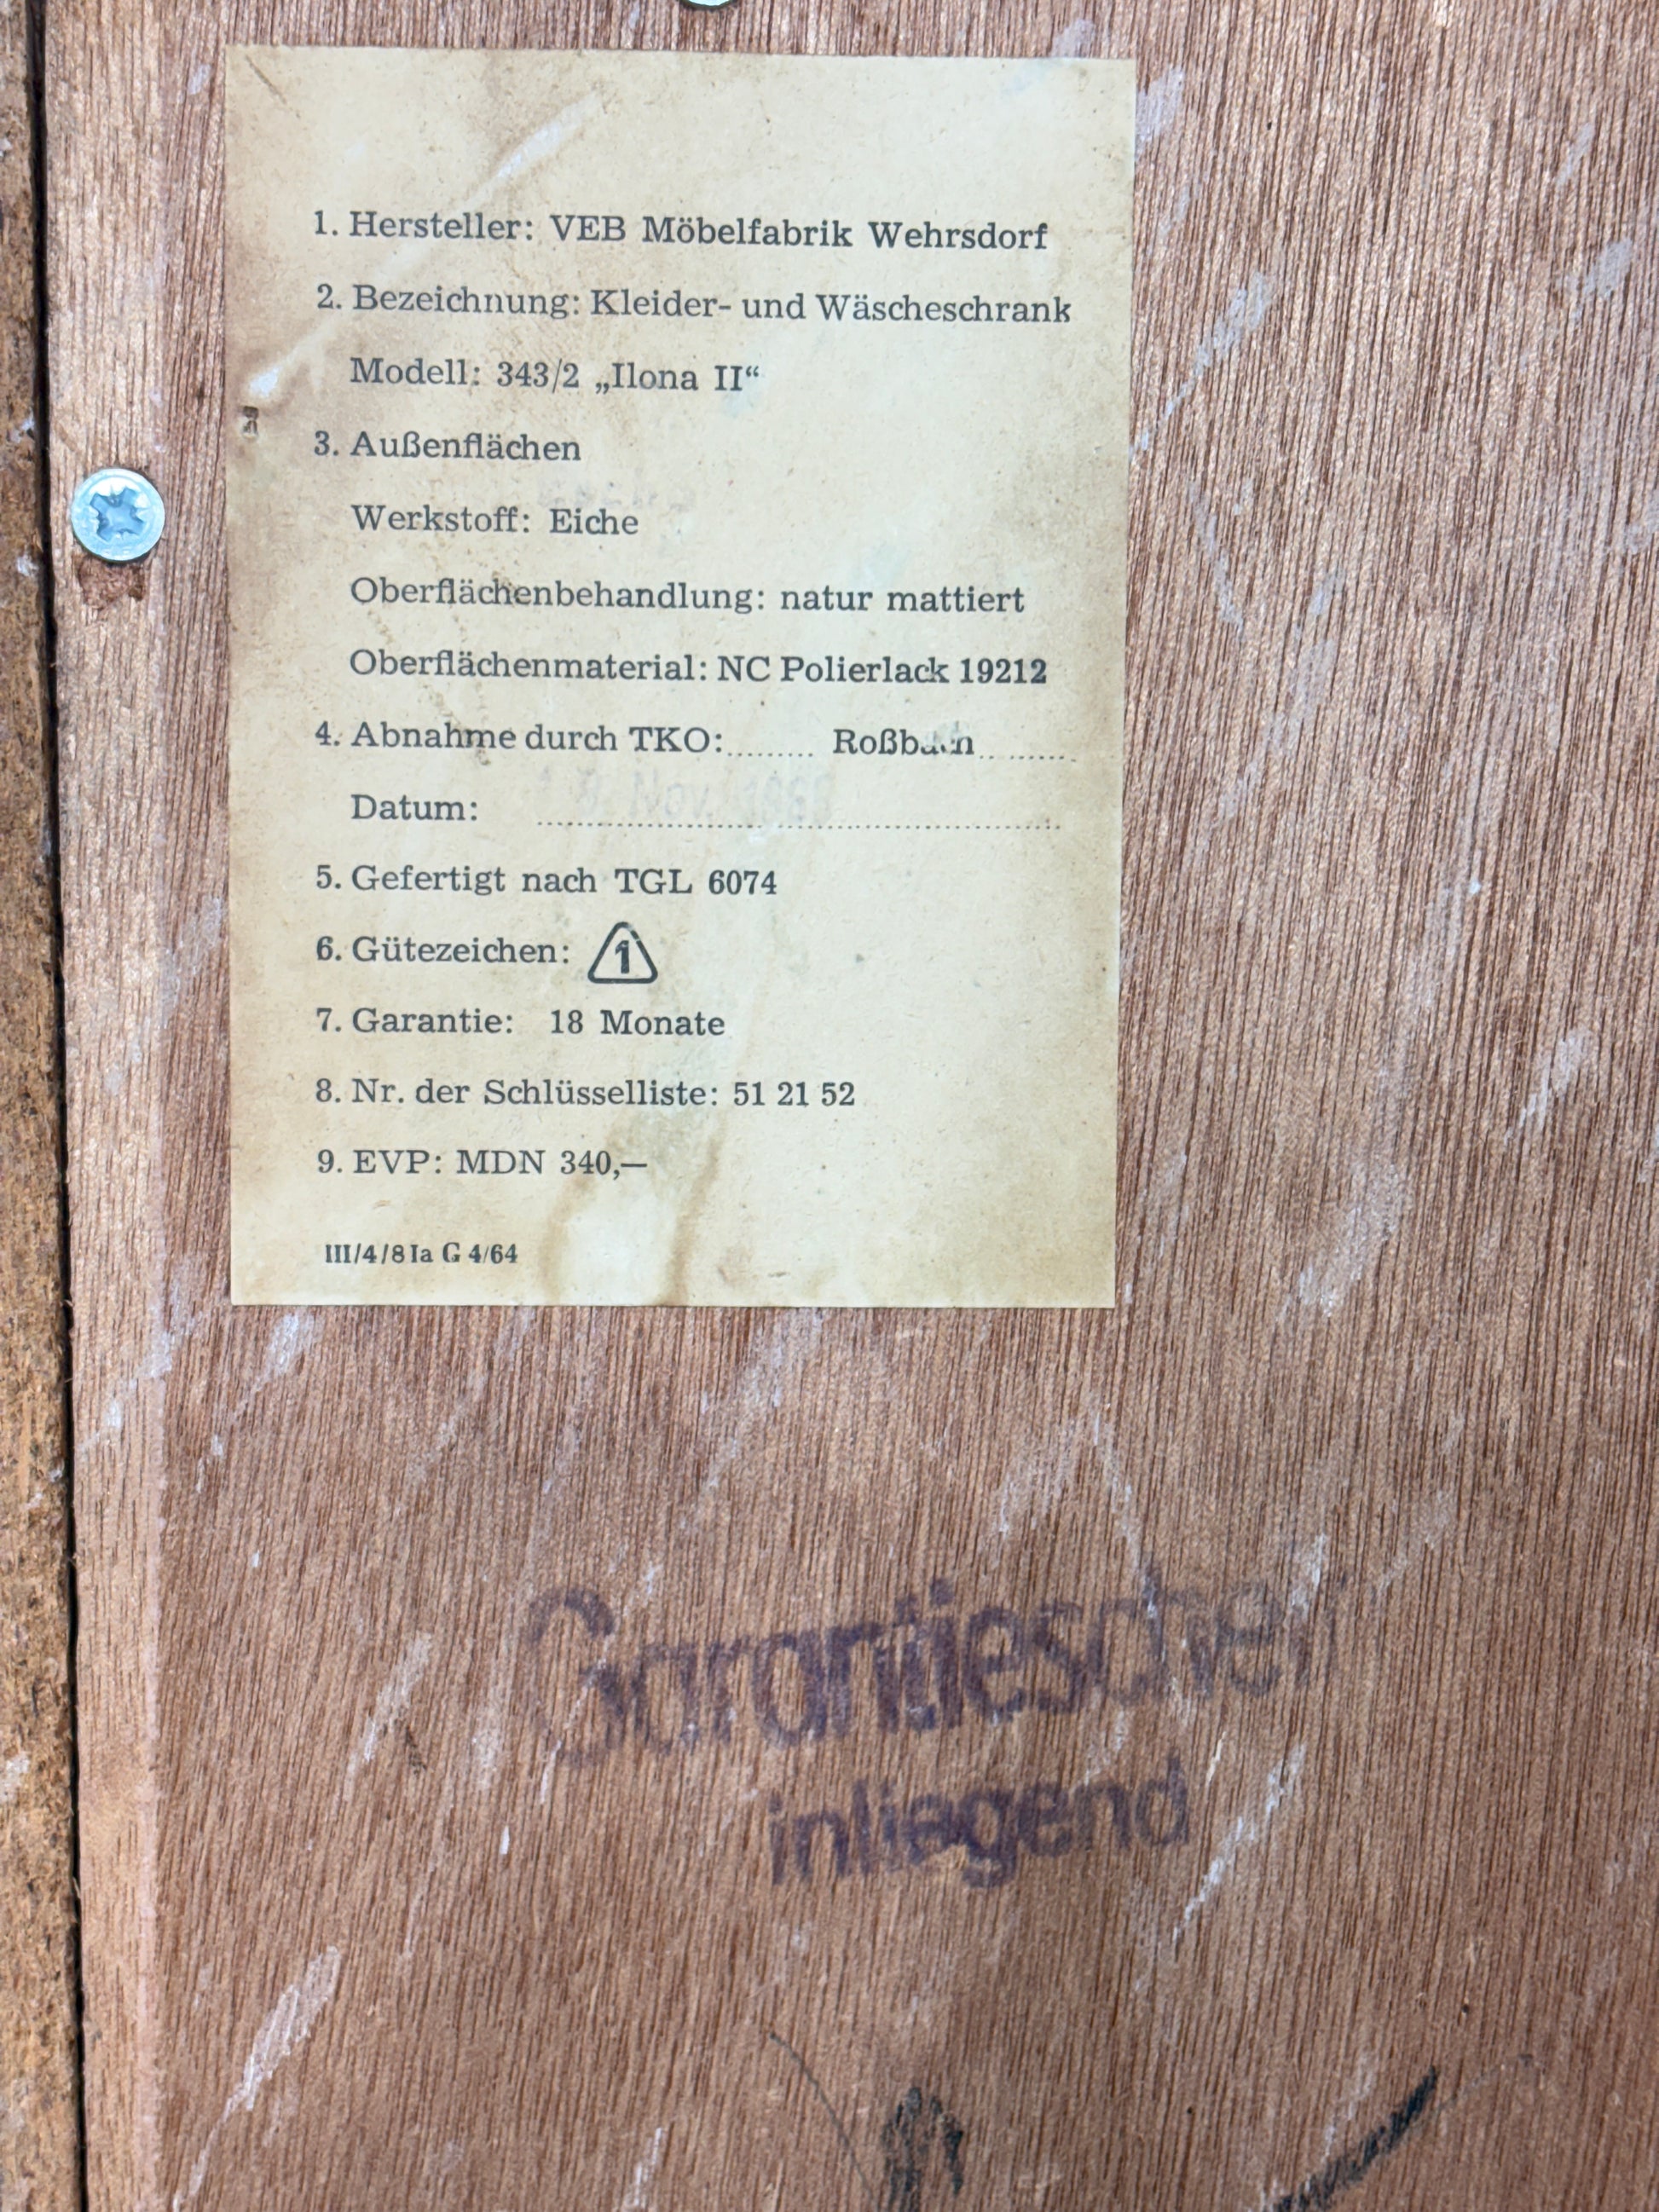 1. Hersteller: VEB Möbelfabrik Wehrsdorf
2. Bezeichnung: Kleider- und Wäscheschrank
Modell: 343/2 „Ilona II“
3. Außenflächen
Werkstoff: Eiche
Oberflächenbehandlung: natur mattiert
Oberflächenmaterial: NC Polierlack 19212
4. Abnahme durch TKO: ........ Roßbach ........
Datum: Nov.
5. Gefertigt nach TGL 6074
6. Gütezeichen: 1
7. Garantie: 18 Monate
8. Nr. der Schlüsselliste: 51 21 52
9. EVP: MDN 340,—
III/4/8 Ia G 4/64
Garantieschein
inliegend